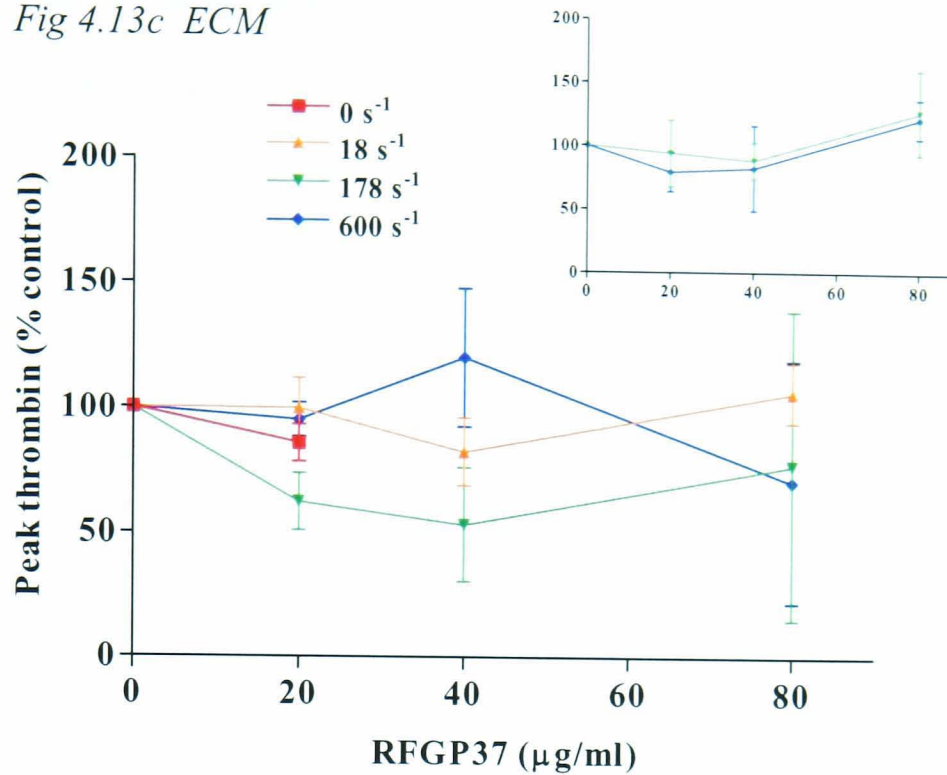 Fig 4.13c ECM
0 s⁻¹
18 s⁻¹
178 s⁻¹
600 s⁻¹
200
150
100
50
0
0 20 40 60 80
Peak thrombin (% control)
200
150
100
50
0
0 20 40 60 80
RFGP37 (μg/ml)